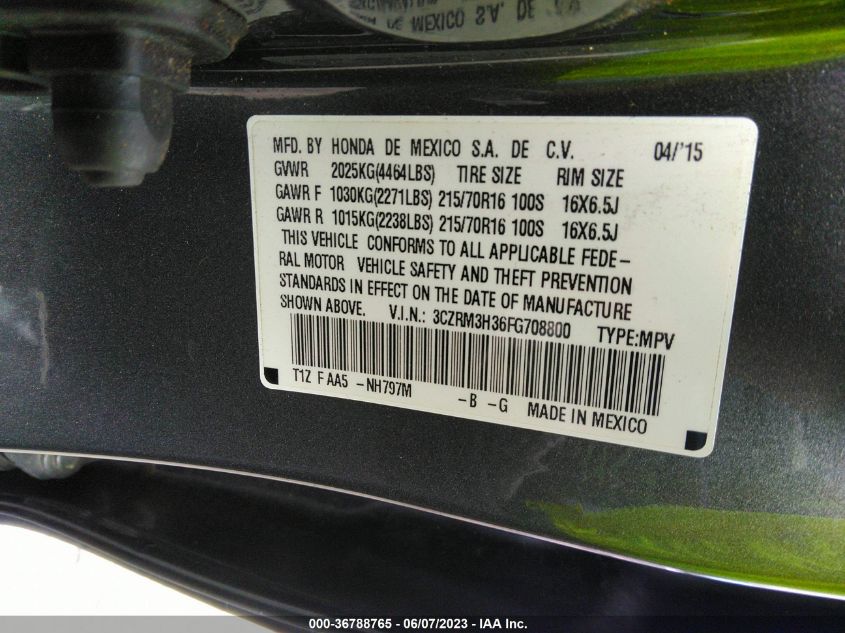 DE MEXICO S.A. DE
MFD. BY HONDA DE MEXICO S.A. DE C.V. 04/'15
GVWR 2025KG(4464LBS) TIRE SIZE RIM SIZE
GAWR F 1030KG(2271LBS) 215/70R16 100S 16X6.5J
GAWR R 1015KG(2238LBS) 215/70R16 100S 16X6.5J
THIS VEHICLE CONFORMS TO ALL APPLICABLE FEDE-
RAL MOTOR VEHICLE SAFETY AND THEFT PREVENTION
STANDARDS IN EFFECT ON THE DATE OF MANUFACTURE
SHOWN ABOVE. V.I.N.: 3CZRM3H36FG708800 TYPE:MPV
T1Z F AA5 -NH797M -B -G MADE IN MEXICO
000-36788765 - 06/07/2023 - IAA Inc.